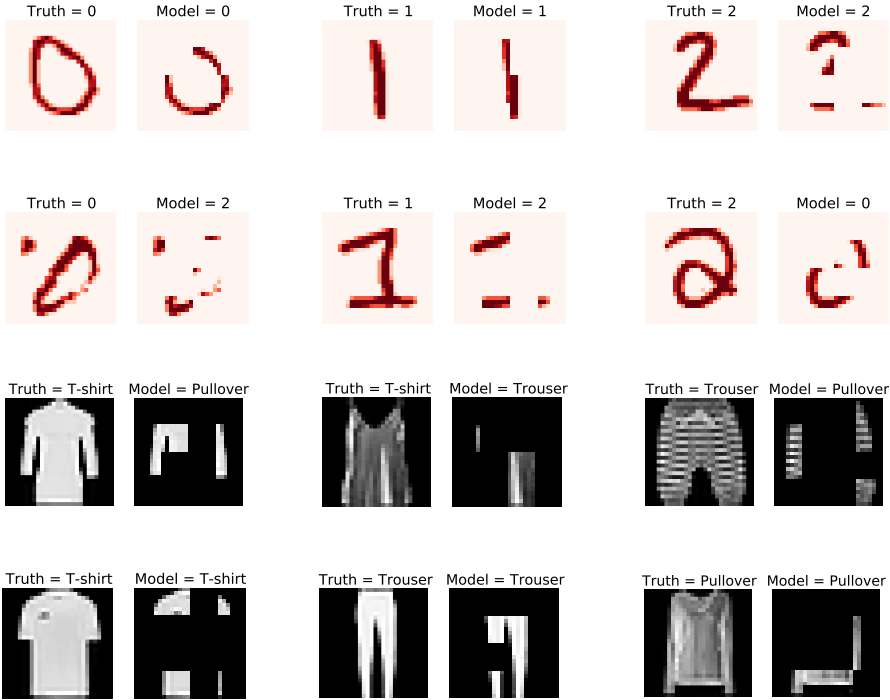 Truth = 0 Model = 0 Truth = 1 Model = 1 Truth = 2 Model = 2
Truth = 0 Model = 2 Truth = 1 Model = 2 Truth = 2 Model = 0
Truth = T-shirt Model = Pullover Truth = T-shirt Model = Trouser Truth = Trouser Model = Pullover
Truth = T-shirt Model = T-shirt Truth = Trouser Model = Trouser Truth = Pullover Model = Pullover